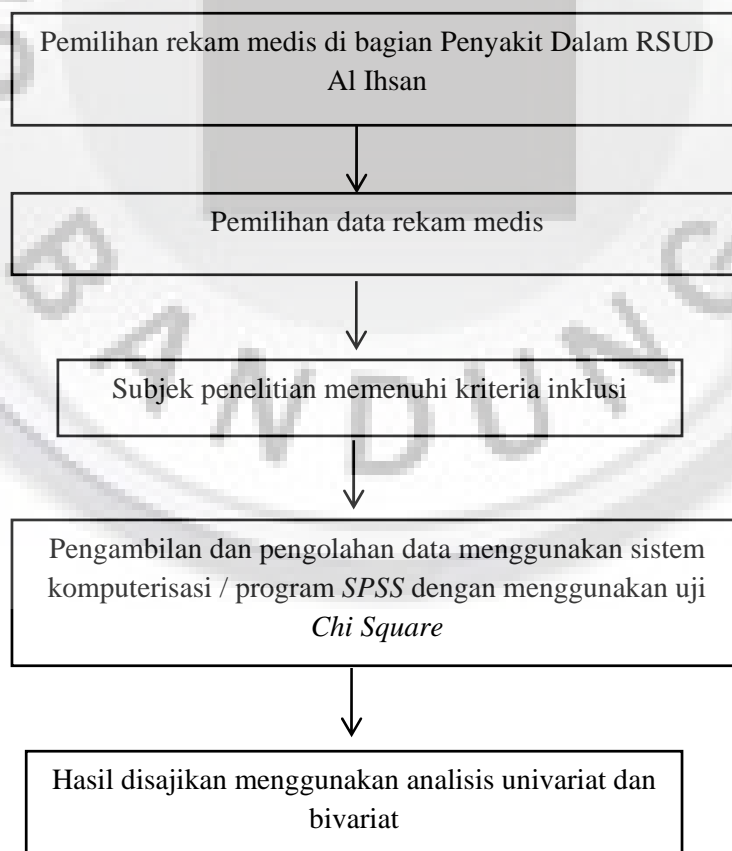 Pemilihan rekam medis di bagian Penyakit Dalam RSUD
Al Ihsan
Pemilihan data rekam medis
BANDUNG
Subjek penelitian memenuhi kriteria inklusi
Pengambilan dan pengolahan data menggunakan sistem
komputerisasi / program SPSS dengan menggunakan uji
Chi Square
Hasil disajikan menggunakan analisis univariat dan
bivariat